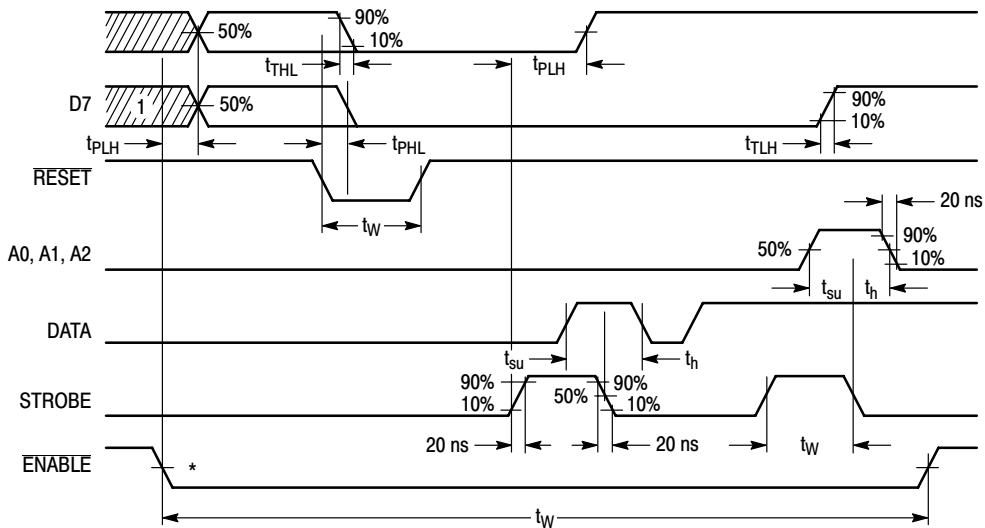 90%
50%
10%
tTHL
tPLH
D7
1
50%
90%
10%
tPLH
tPHL
tTLH
RESET
20 ns
tW
90%
A0, A1, A2
50%
10%
tsu
th
DATA
tsu
th
90%
50%
90%
STROBE
10%
10%
20 ns
20 ns
tW
ENABLE
*
tW